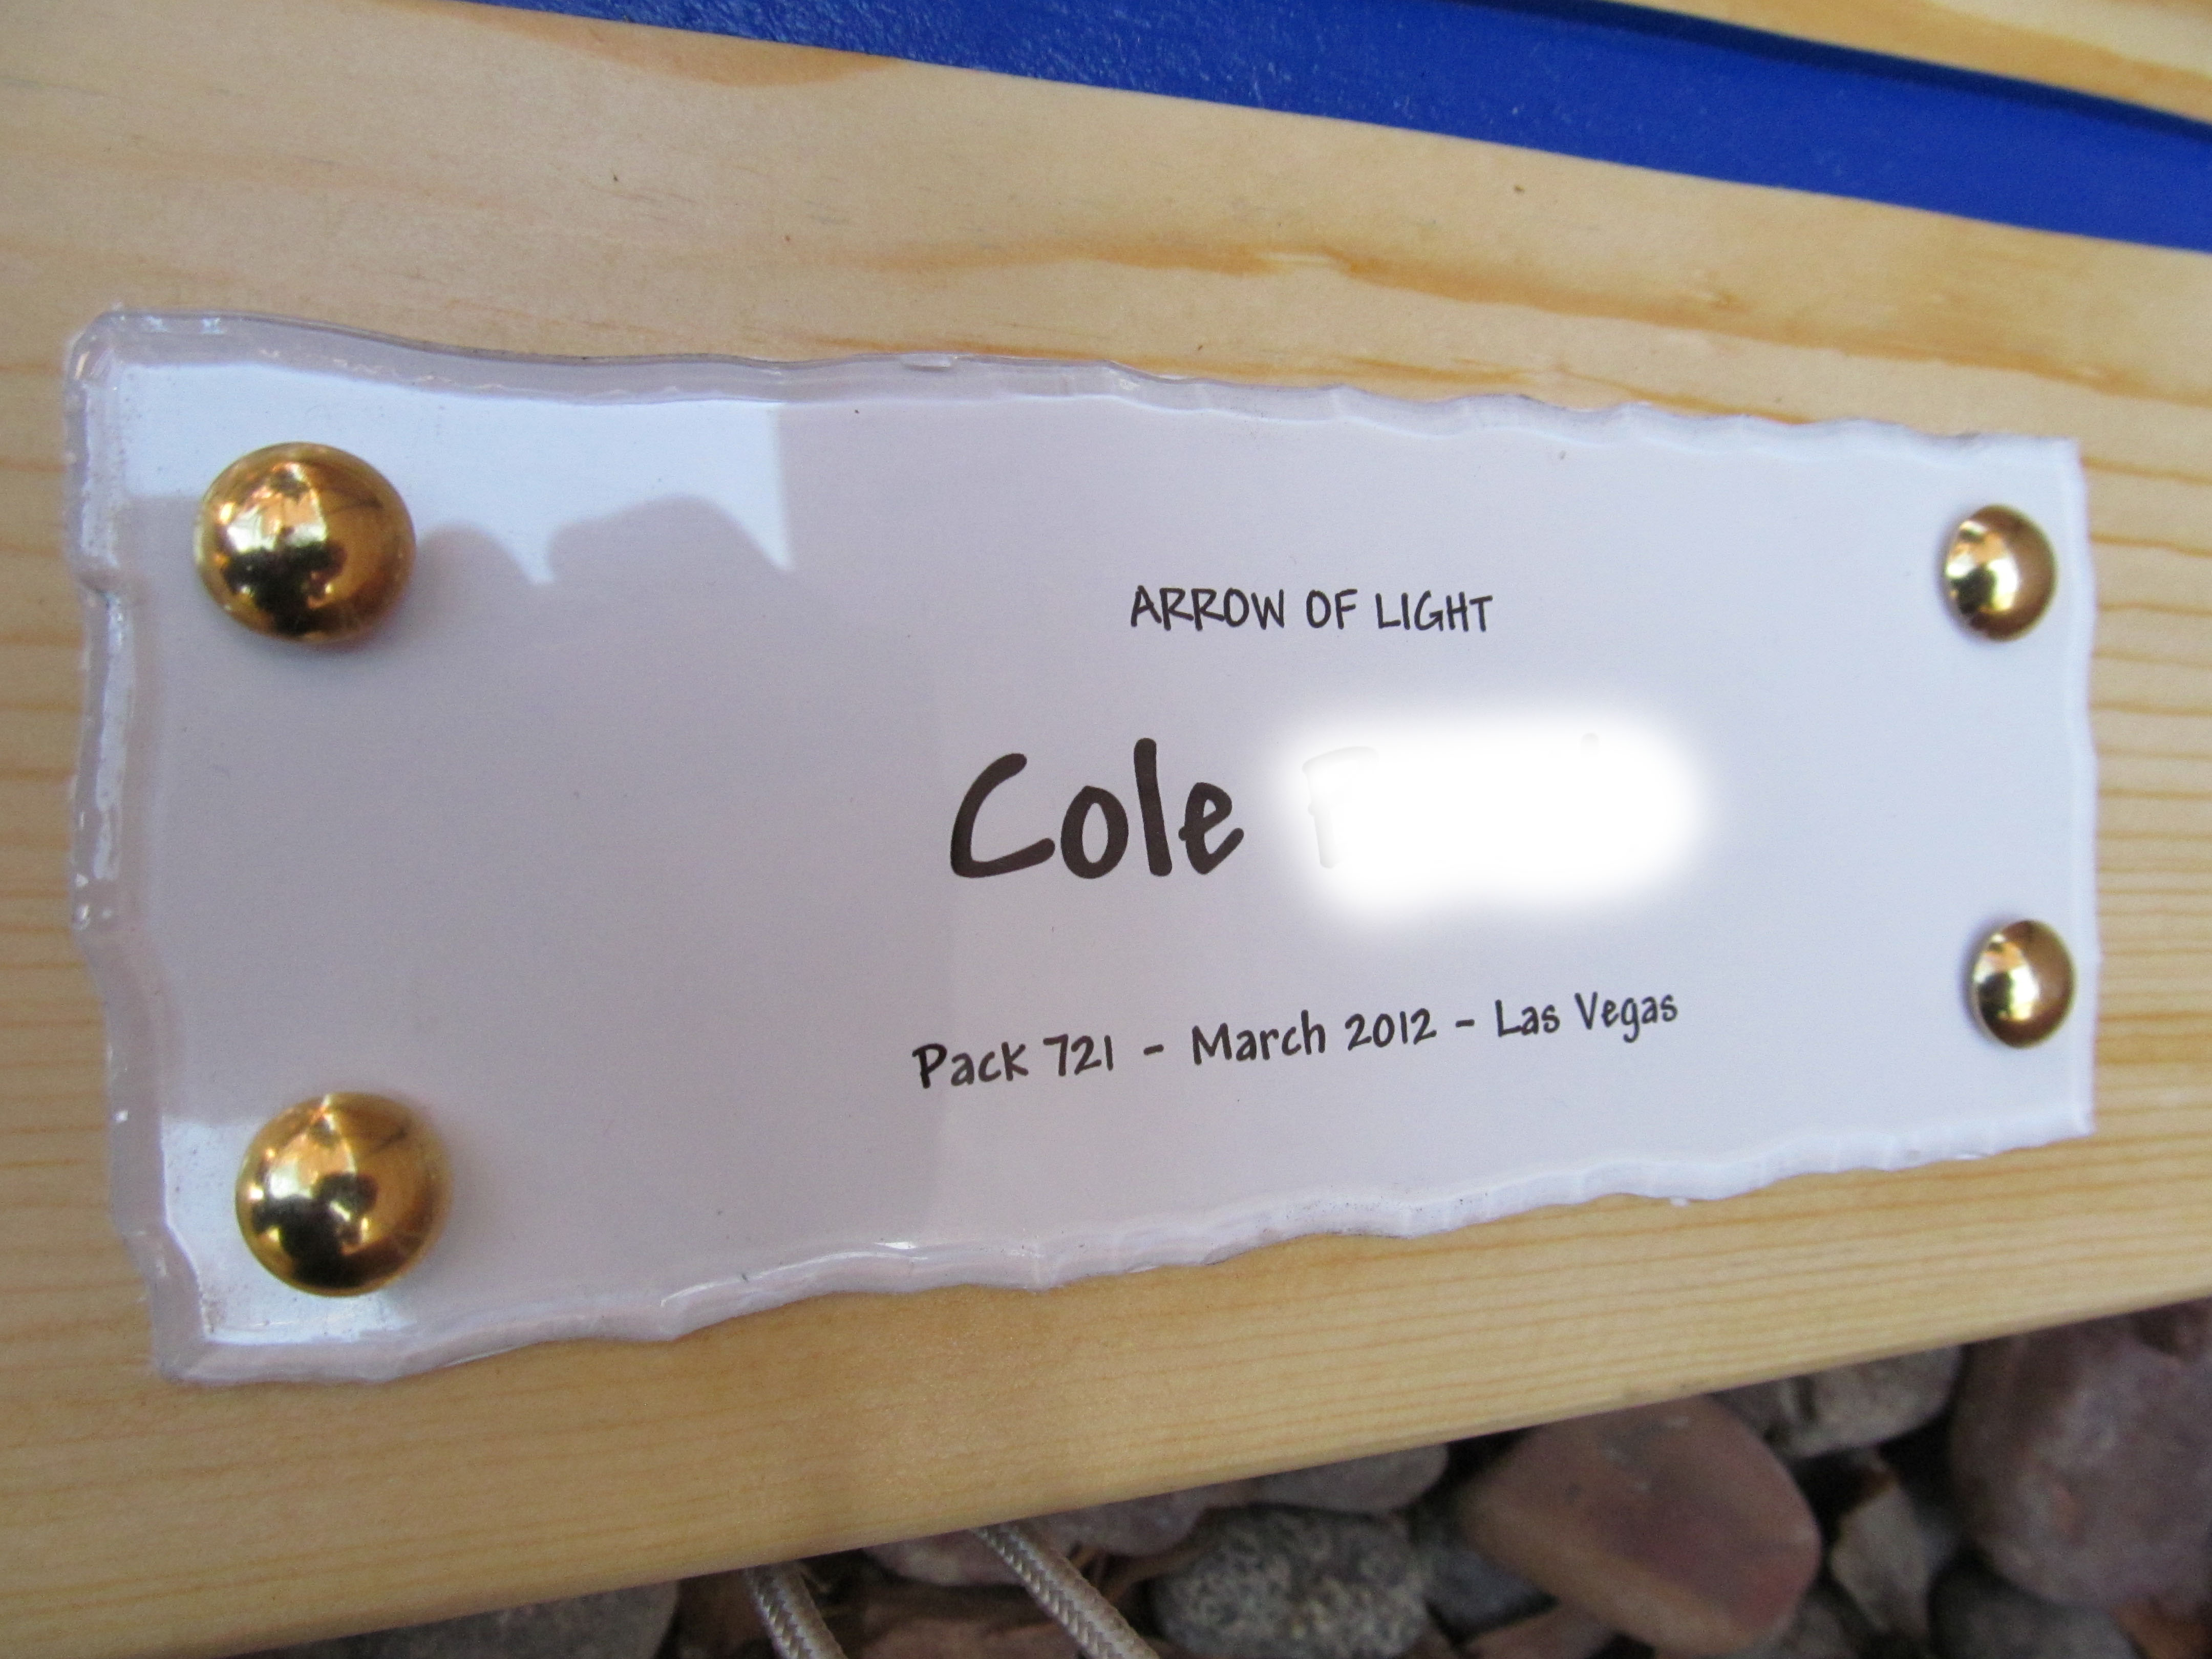 ARROW OF LIGHT
Cole
Pack 721 - March 2012 - Las Vegas